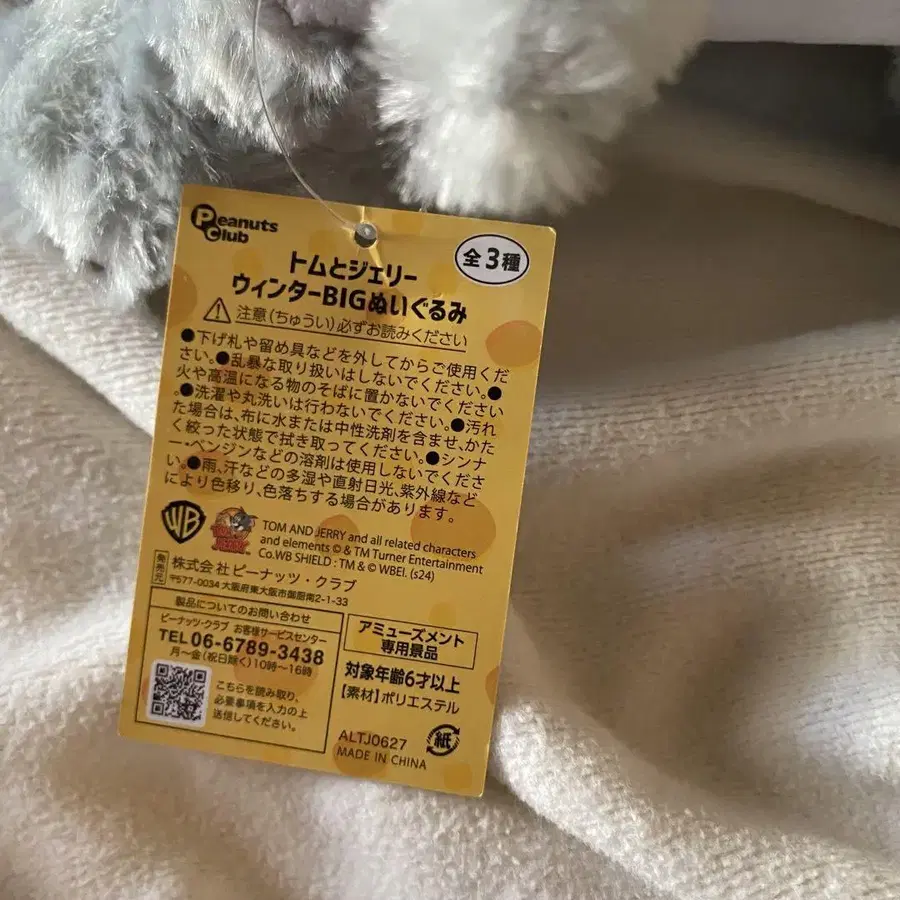 Peanuts Club
全3種
トムとジェリー
ウィンターBIGぬいぐるみ
注意(ちゅうい)必ずお読みください
●下げ札や留め具などを外してからご使用くだ
さい。●乱暴な取り扱いはしないでください。●
火や高温になる物のそばに置かないでください
。●洗濯や丸洗いは行わないでください。●汚れ
た場合は、布に水または中性洗剤を含ませ、かた
く絞った状態で拭き取ってください。●シンナ
ー・ベンジンなどの溶剤は使用しないでくださ
い。●雨、汗などの多湿や直射日光、紫外線など
により色移り、色落ちする場合があります。
WB
TOM AND JERRY and all related characters
and elements © & TM Turner Entertainment
Co.WB SHIELD : TM & © WBEI. (s24)
発売元
株式会社ピーナッツ・クラブ
〒577-0034 大阪府東大阪市御厨南2-1-33
製品についてのお問い合わせ
ピーナッツ・クラブ お客様サービスセンター
TEL 06-6789-3438
月～金(祝日除く)10時～16時
こちらを読み取り、
必要事項を入力の上
送信してください。
アミューズメント
専用景品
対象年齢6才以上
【素材】ポリエステル
ALTJ0627
MADE IN CHINA
紙